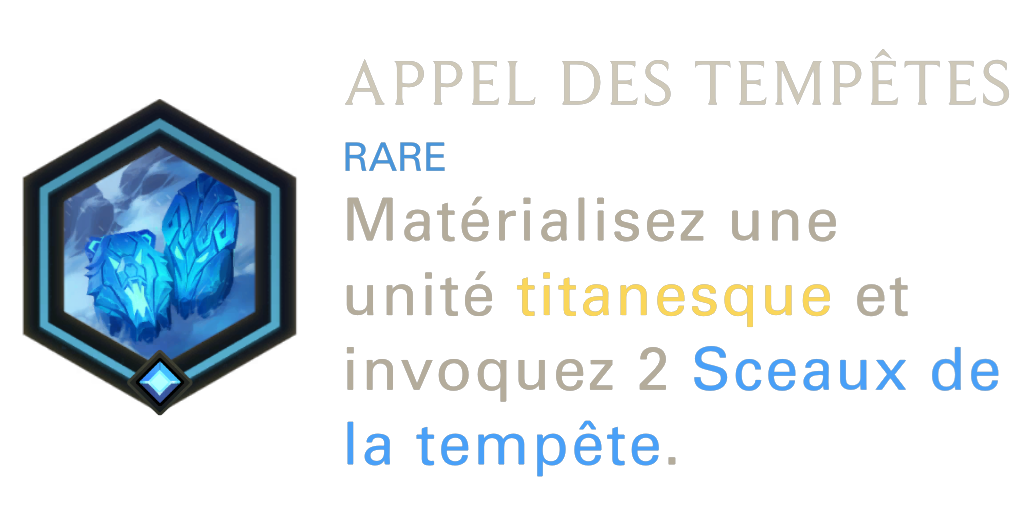 APPEL DES TEMPÊTES
RARE
Matérialisez une
unité titanesque et
invoquez 2 Sceaux de
la tempête.